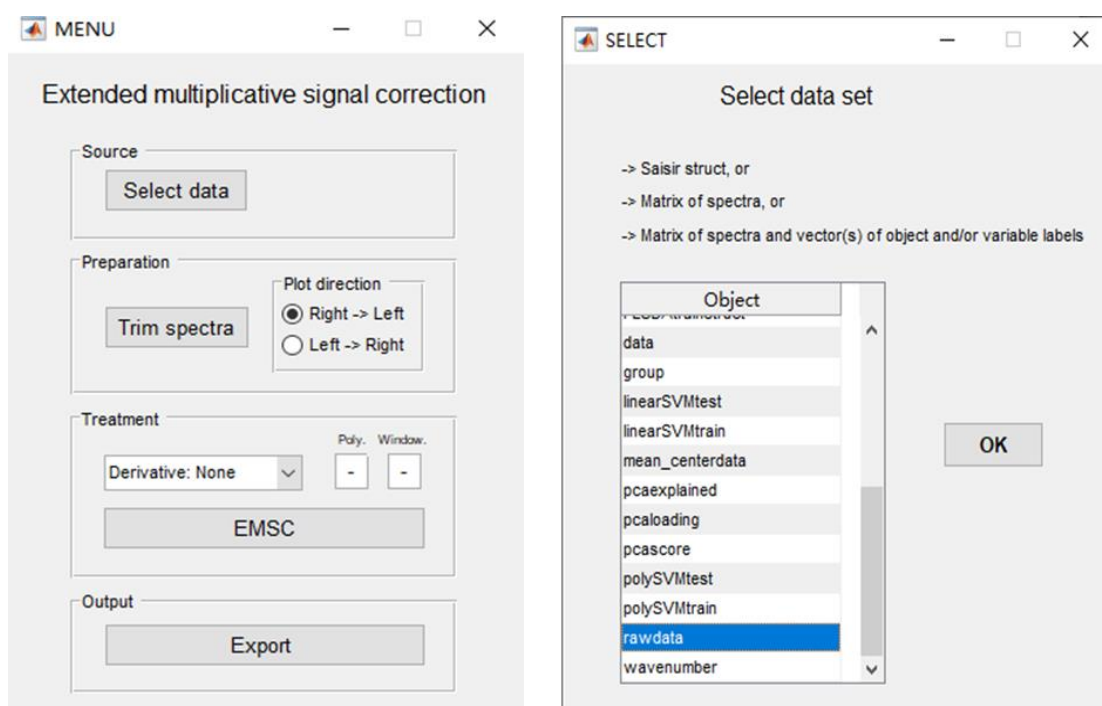 MENU
Extended multiplicative signal correction
Source
Select data
Preparation
Plot direction
Trim spectra
Right -> Left
Left -> Right
Treatment
Poly. Window.
Derivative: None
-
-
EMSC
Output
Export
SELECT
Select data set
-> Saisir struct, or
-> Matrix of spectra, or
-> Matrix of spectra and vector(s) of object and/or variable labels
Object
data
group
linearSVMtest
linearSVMtrain
mean_centerdata
pcaexplained
pcaloading
pcascore
polySVMtest
polySVMtrain
rawdata
wavenumber
OK